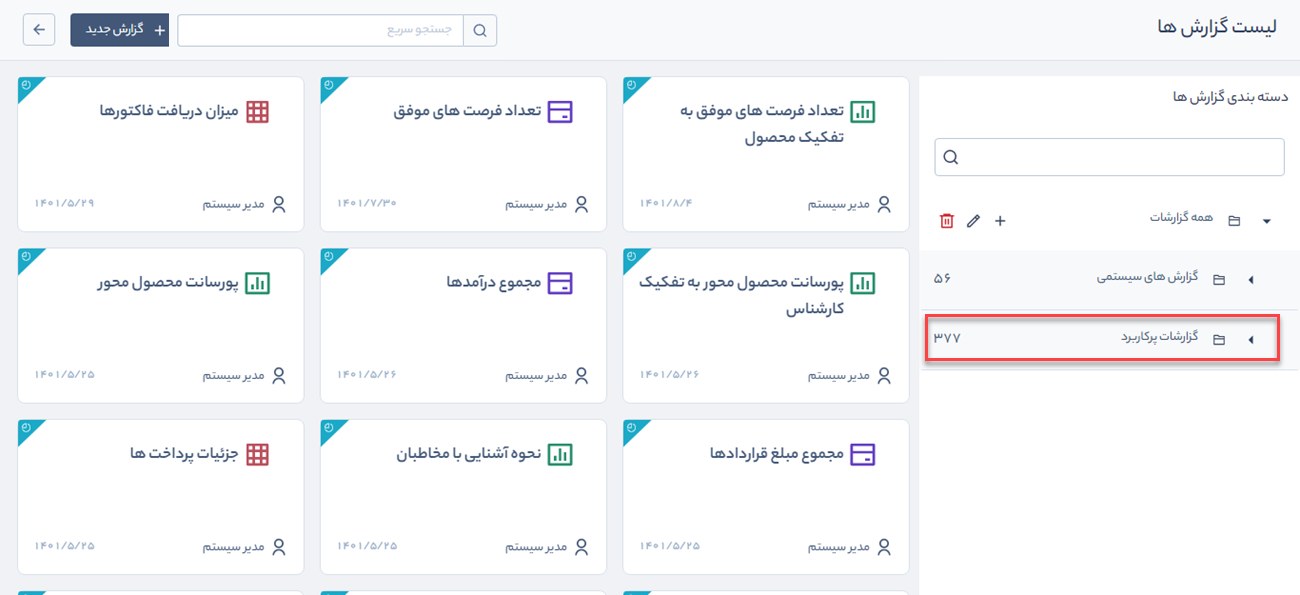 لیست گزارش ها
جستجو سریع
+ گزارش جدید
دسته بندی گزارش ها
همه گزارشات
گزارش های سیستمی
۵۶
گزارشات پرکاربرد
۳۷۷
تعداد فرصت های موفق به
تفکیک محصول
مدیر سیستم
۱۴۰۱/۸/۴
تعداد فرصت های موفق
مدیر سیستم
۱۴۰۱/۷/۳۰
میزان دریافت فاکتورها
مدیر سیستم
۱۴۰۱/۵/۲۹
پورسانت محصول محور به تفکیک
کارشناس
مدیر سیستم
۱۴۰۱/۵/۲۶
مجموع درآمدها
مدیر سیستم
۱۴۰۱/۵/۲۶
پورسانت محصول محور
مدیر سیستم
۱۴۰۱/۵/۲۵
مجموع مبلغ قراردادها
مدیر سیستم
۱۴۰۱/۵/۲۵
نحوه آشنایی با مخاطبان
مدیر سیستم
۱۴۰۱/۵/۲۵
جزئیات پرداخت ها
مدیر سیستم
۱۴۰۱/۵/۲۵